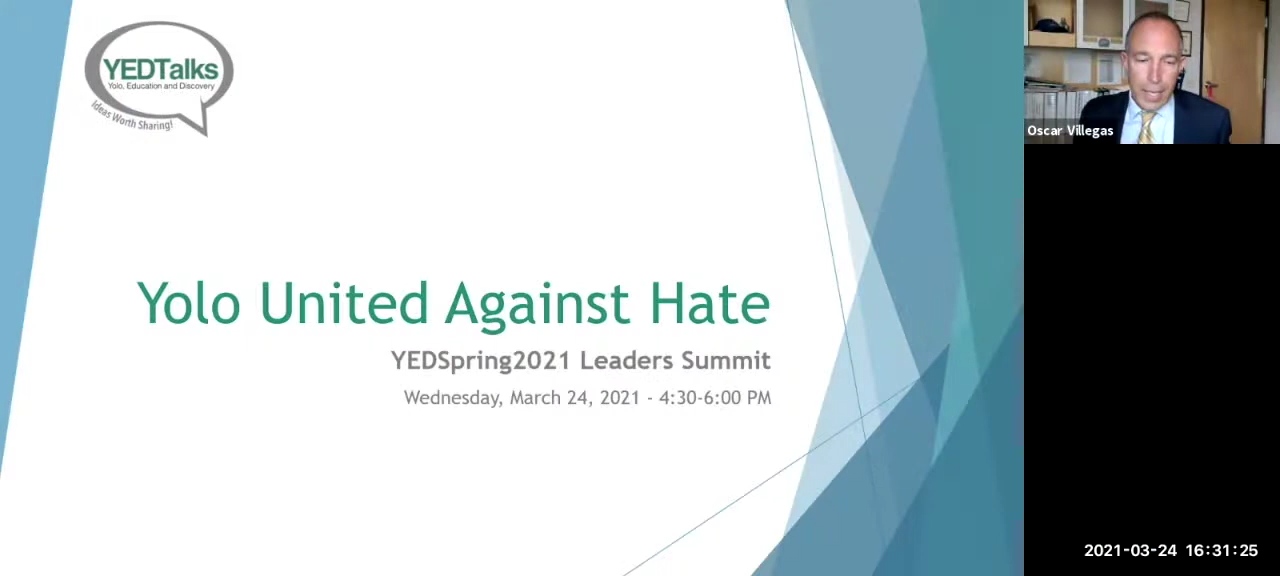 YEDTalks
Yolo, Education and Discovery
Ideas Worth Sharing!
Yolo United Against Hate
YEDSpring2021 Leaders Summit
Wednesday, March 24, 2021 - 4:30-6:00 PM
Oscar Villegas
2021-03-24 16:31:25